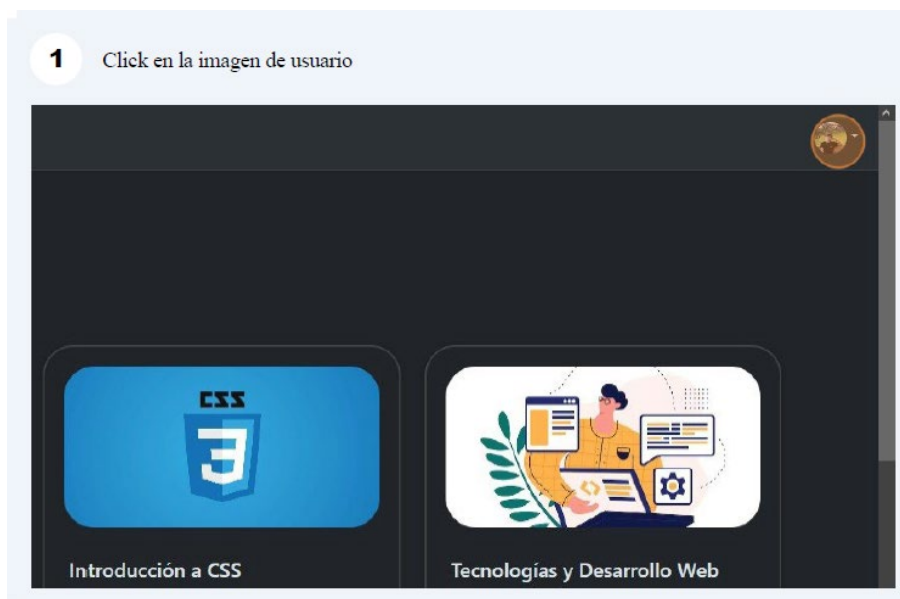 1 Click en la imagen de usuario
CSS
3
Introducción a CSS
Tecnologías y Desarrollo Web